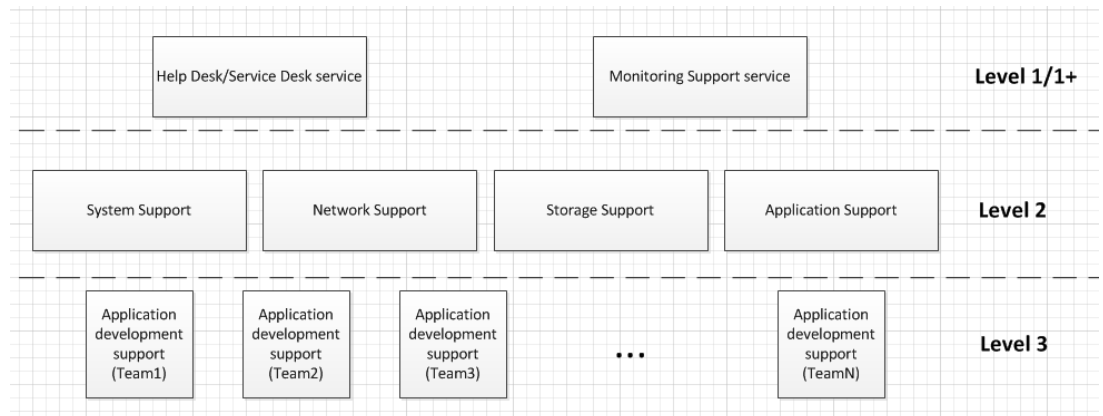 Help Desk/Service Desk service
Monitoring Support service
Level 1/1+
System Support
Network Support
Storage Support
Application Support
Level 2
Application
development
support
(Team1)
Application
development
support
(Team2)
Application
development
support
(Team3)
...
Application
development
support
(TeamN)
Level 3